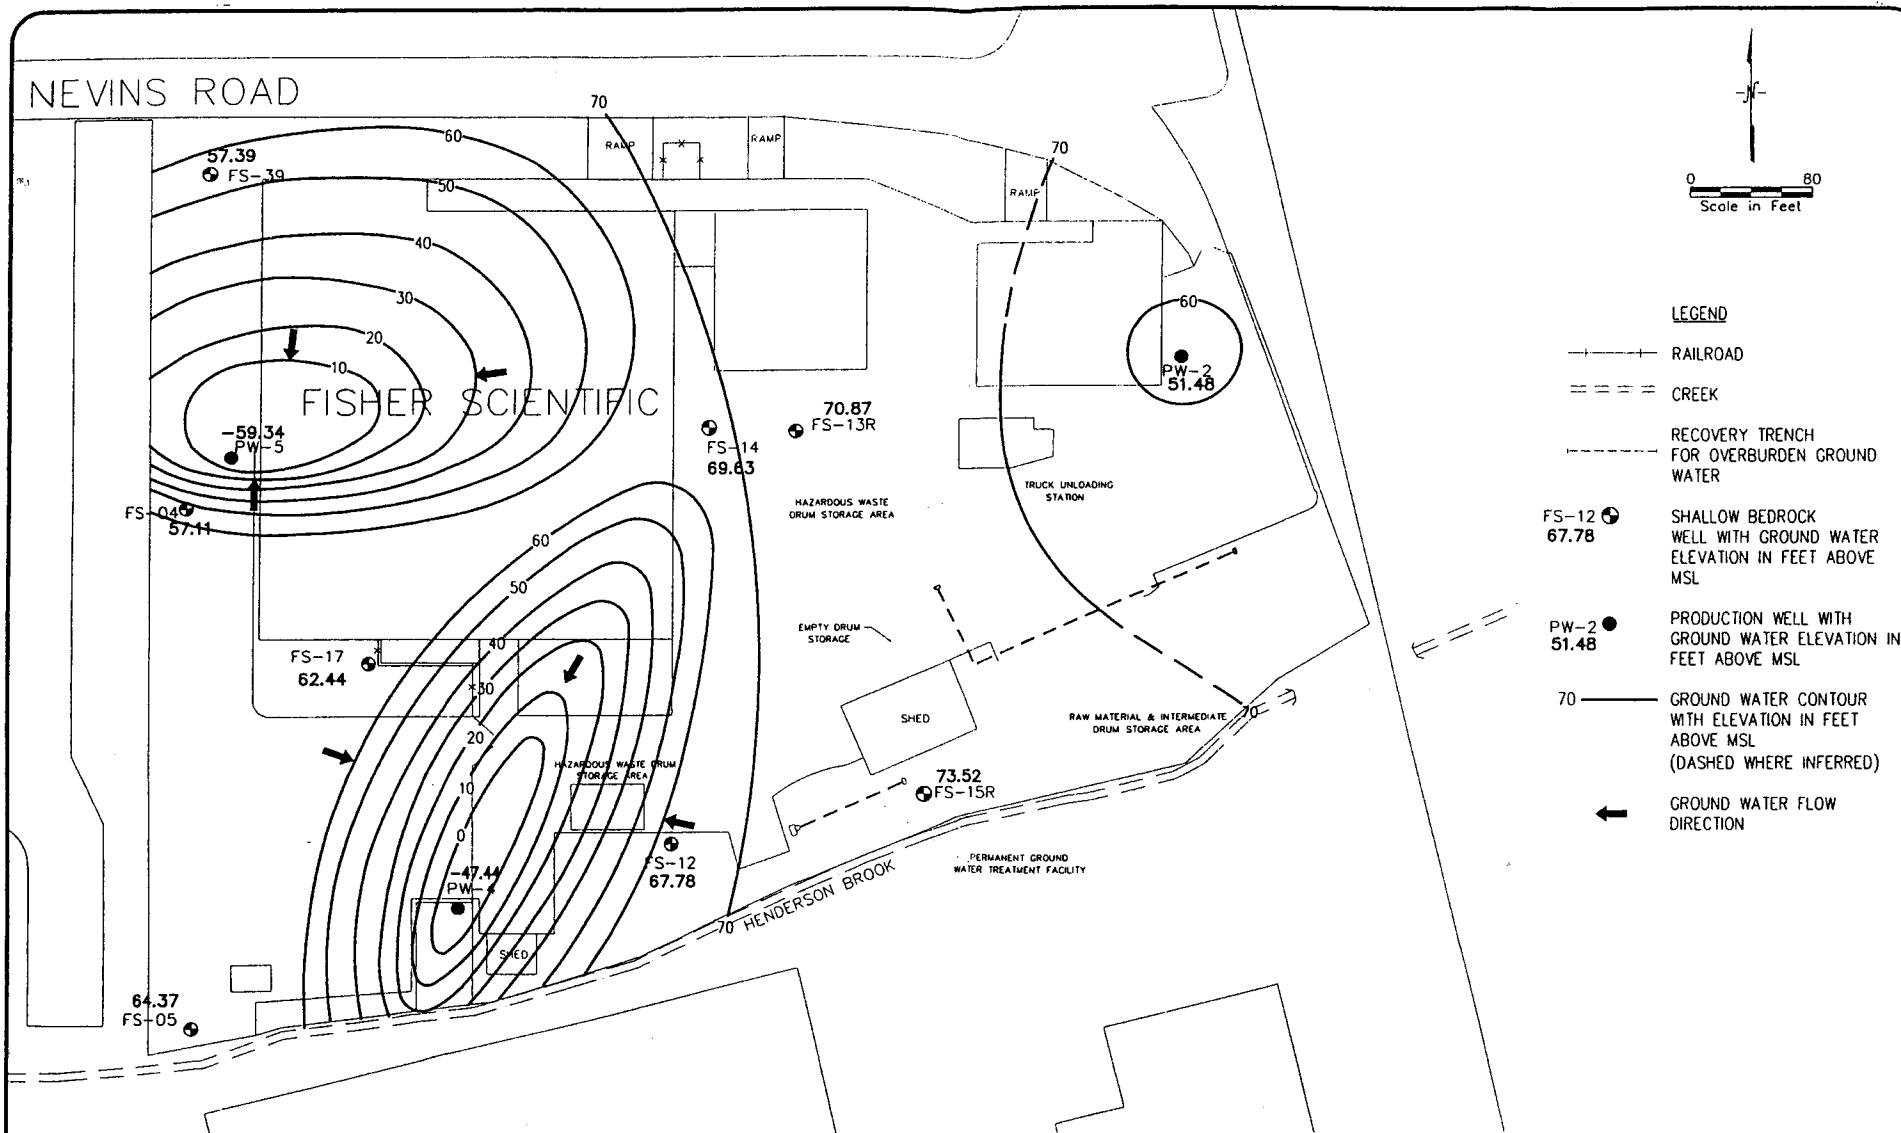 NEVINS ROAD
70
60
RAMP
RAMP
70
57.39
FS-39
50
RAMP
40
30
20
10
60
PW-2
51.48
FISHER SCIENTIFIC
-59.34
PW-5
70.87
FS-13R
FS-14
69.63
FS-04
57.11
HAZARDOUS WASTE
DRUM STORAGE AREA
TRUCK UNLOADING
STATION
60
50
40
30
20
10
0
FS-17
62.44
EMPTY DRUM
STORAGE
SHED
RAW MATERIAL & INTERMEDIATE
DRUM STORAGE AREA
70
HAZARDOUS WASTE DRUM
STORAGE AREA
73.52
FS-15R
FS-12
67.78
-47.44
PW-4
SHED
PERMANENT GROUND
WATER TREATMENT FACILITY
70
HENDERSON BROOK
64.37
FS-05
-N-
0 80
Scale in Feet
LEGEND
RAILROAD
CREEK
RECOVERY TRENCH
FOR OVERBURDEN GROUND
WATER
FS-12
67.78
SHALLOW BEDROCK
WELL WITH GROUND WATER
ELEVATION IN FEET ABOVE
MSL
PW-2
51.48
PRODUCTION WELL WITH
GROUND WATER ELEVATION IN
FEET ABOVE MSL
70
GROUND WATER CONTOUR
WITH ELEVATION IN FEET
ABOVE MSL
(DASHED WHERE INFERRED)
GROUND WATER FLOW
DIRECTION